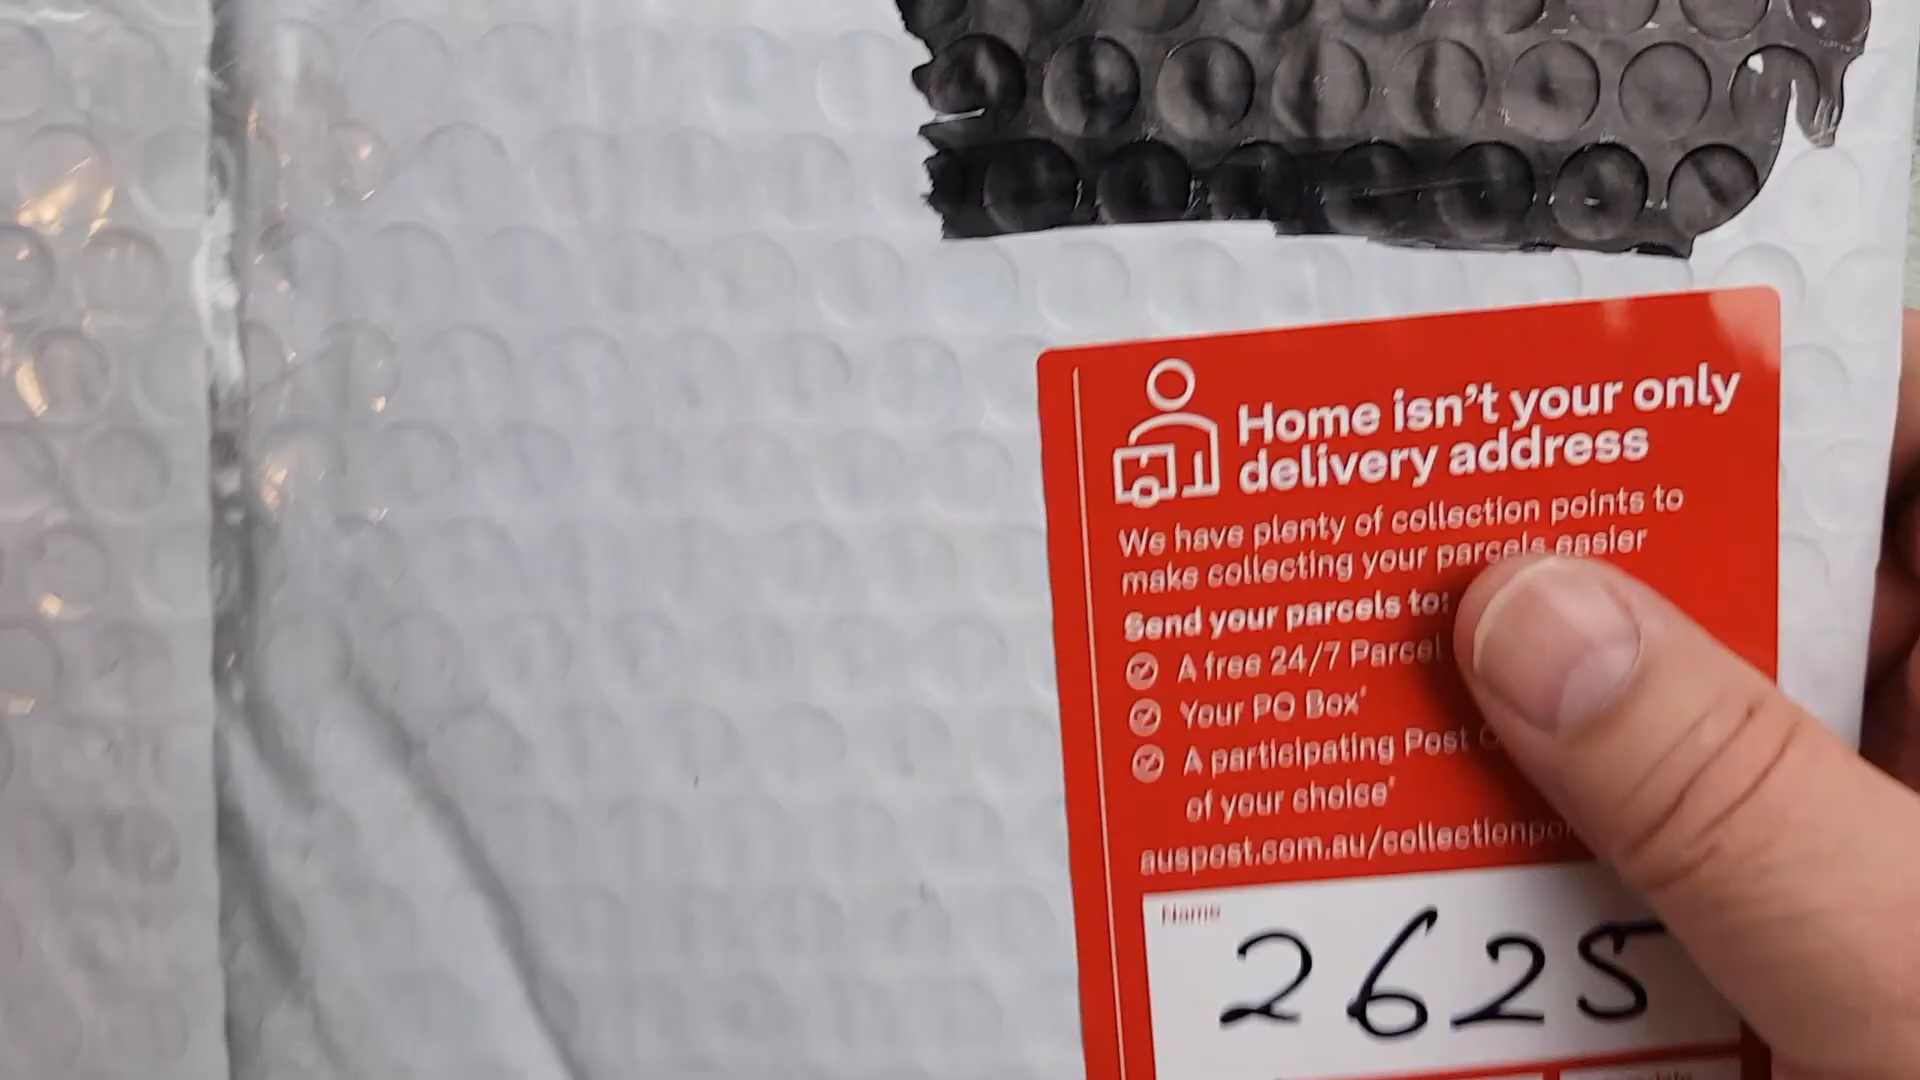 Home isn't your only
delivery address
We have plenty of collection points to
make collecting your parcels easier
Send your parcels to:
A free 24/7 Parcel
Your PO Box'
A participating Post
of your choice'
auspost.com.au/collectionpoi
Name
2625